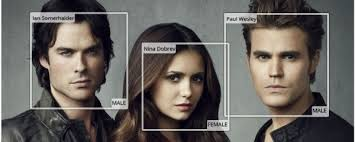 Ian Somerhalder
Paul Wesley
Nina Dobrev
MALE
MALE
FEMALE